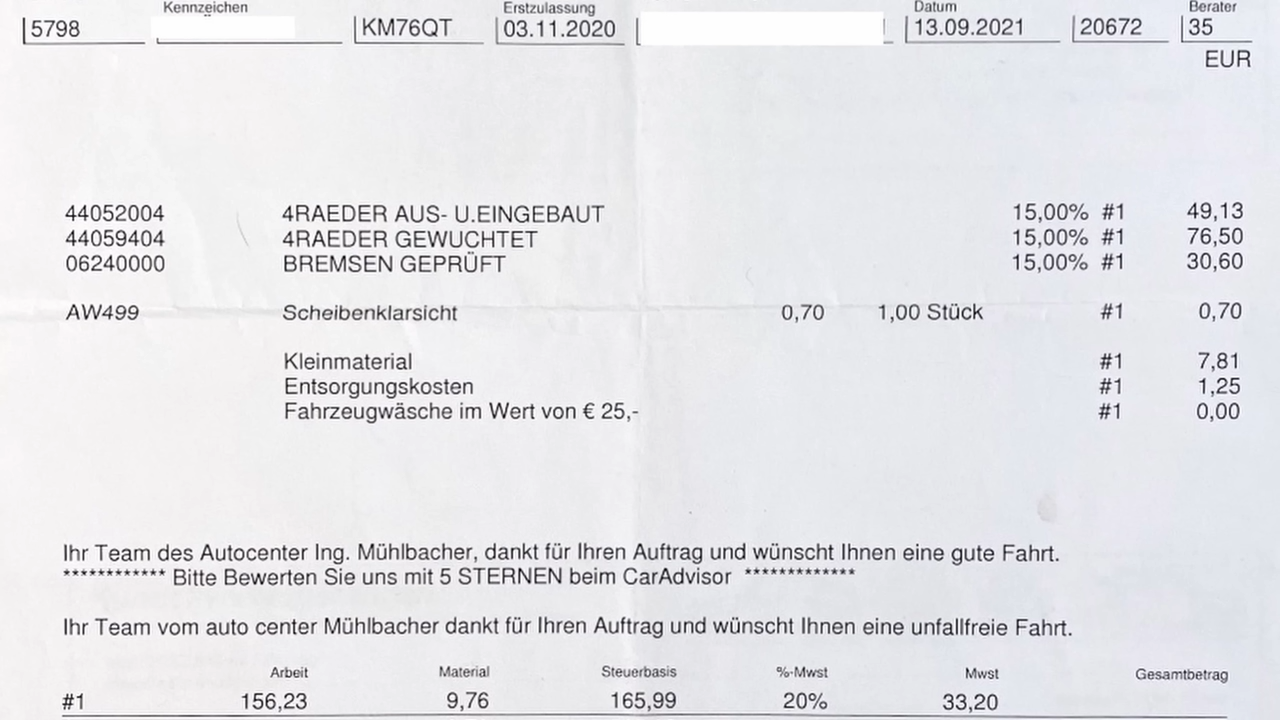 Kennzeichen Erstzulassung Datum Berater
5798 KM76QT 03.11.2020 13.09.2021 20672 35
EUR
44052004 4RAEDER AUS- U.EINGEBAUT 15,00% #1 49,13
44059404 4RAEDER GEWUCHTET 15,00% #1 76,50
06240000 BREMSEN GEPRÜFT 15,00% #1 30,60
AW499 Scheibenklarsicht 0,70 1,00 Stück #1 0,70
Kleinmaterial #1 7,81
Entsorgungskosten #1 1,25
Fahrzeugwäsche im Wert von € 25,- #1 0,00
Ihr Team des Autocenter Ing. Mühlbacher, dankt für Ihren Auftrag und wünscht Ihnen eine gute Fahrt.
************ Bitte Bewerten Sie uns mit 5 STERNEN beim CarAdvisor *************
Ihr Team vom auto center Mühlbacher dankt für Ihren Auftrag und wünscht Ihnen eine unfallfreie Fahrt.
Arbeit Material Steuerbasis %-Mwst Mwst Gesamtbetrag
#1 156,23 9,76 165,99 20% 33,20